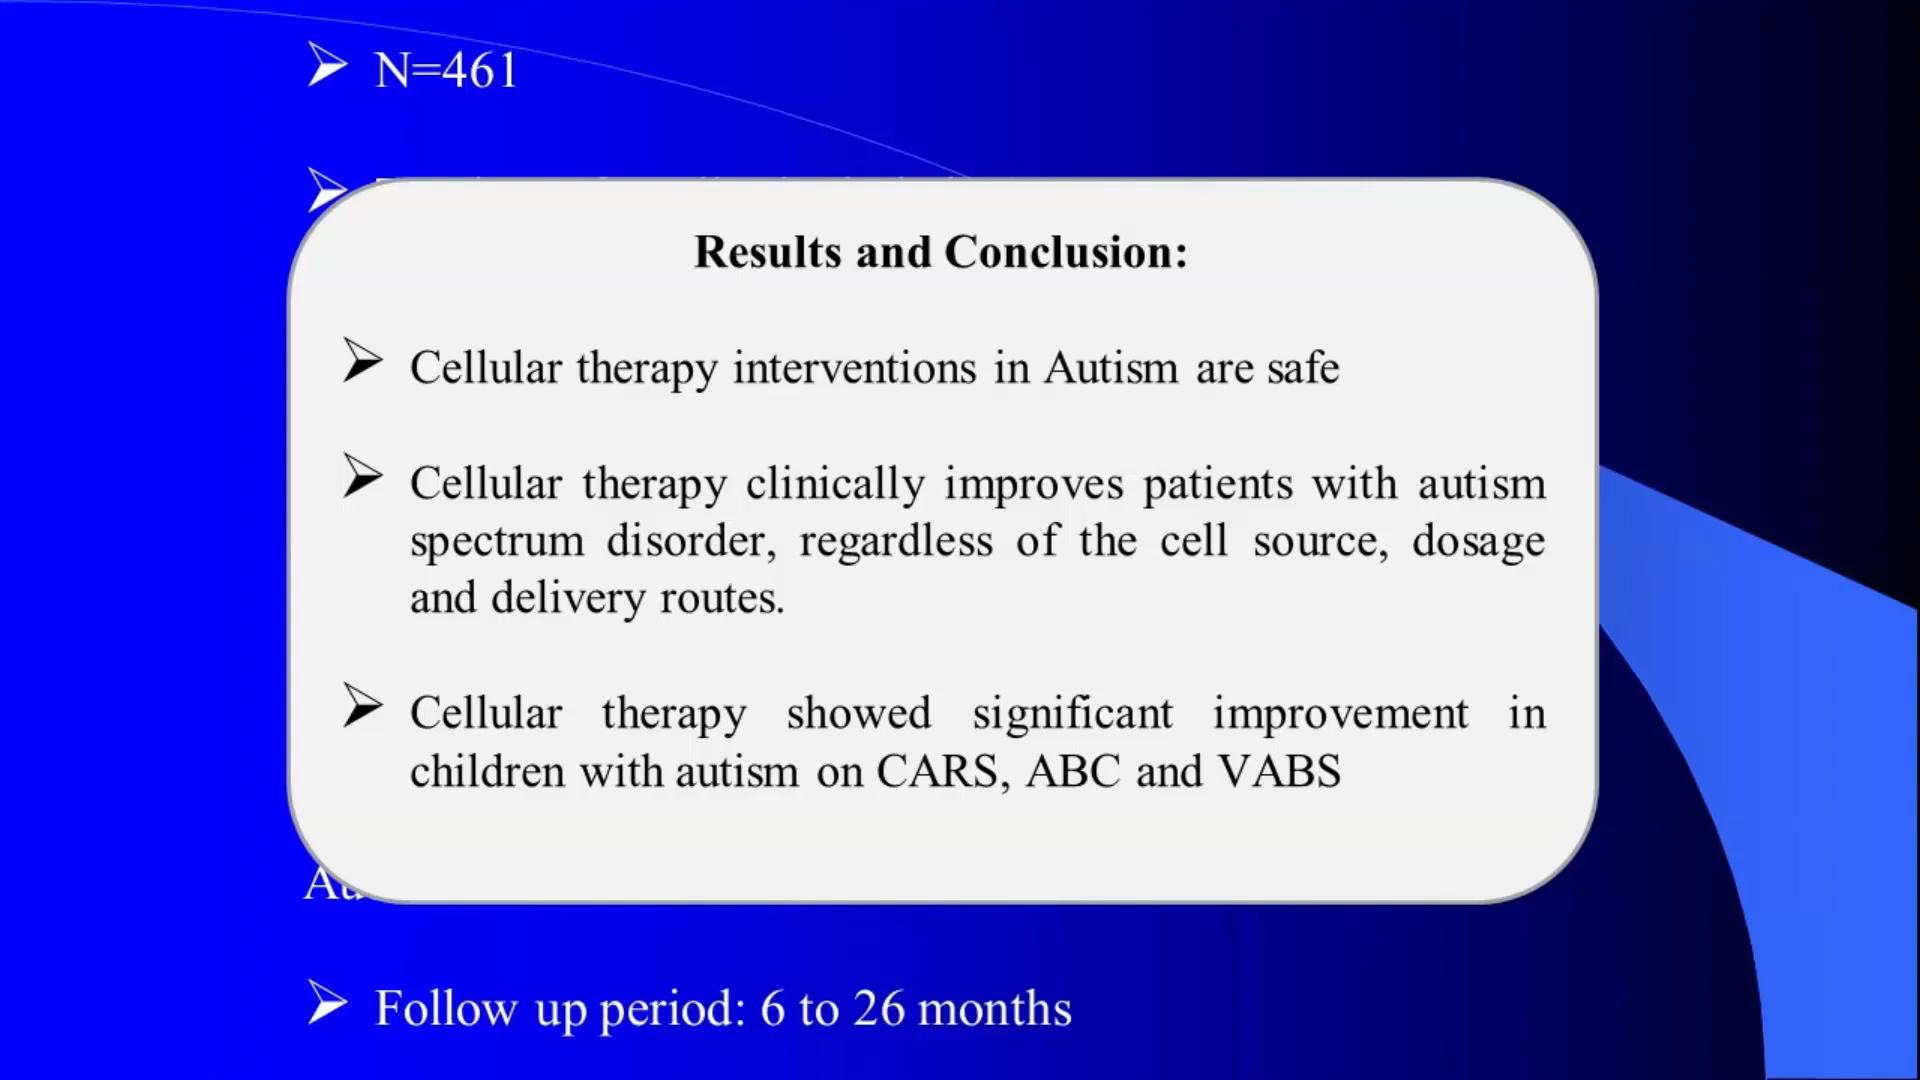 ➢ N=461
➢
Results and Conclusion:
➢ Cellular therapy interventions in Autism are safe
➢ Cellular therapy clinically improves patients with autism
spectrum disorder, regardless of the cell source, dosage
and delivery routes.
➢ Cellular therapy showed significant improvement in
children with autism on CARS, ABC and VABS
➢ Follow up period: 6 to 26 months